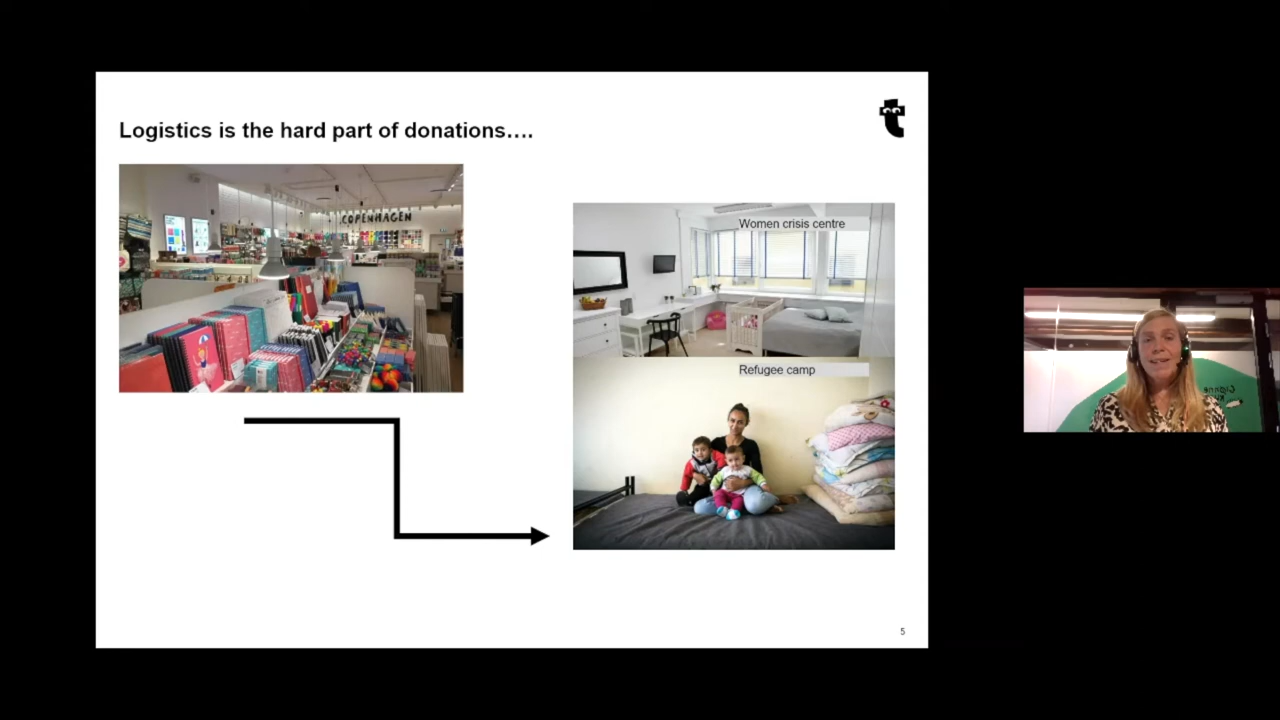 Logistics is the hard part of donations….
COPENHAGEN
Women crisis centre
Refugee camp
5